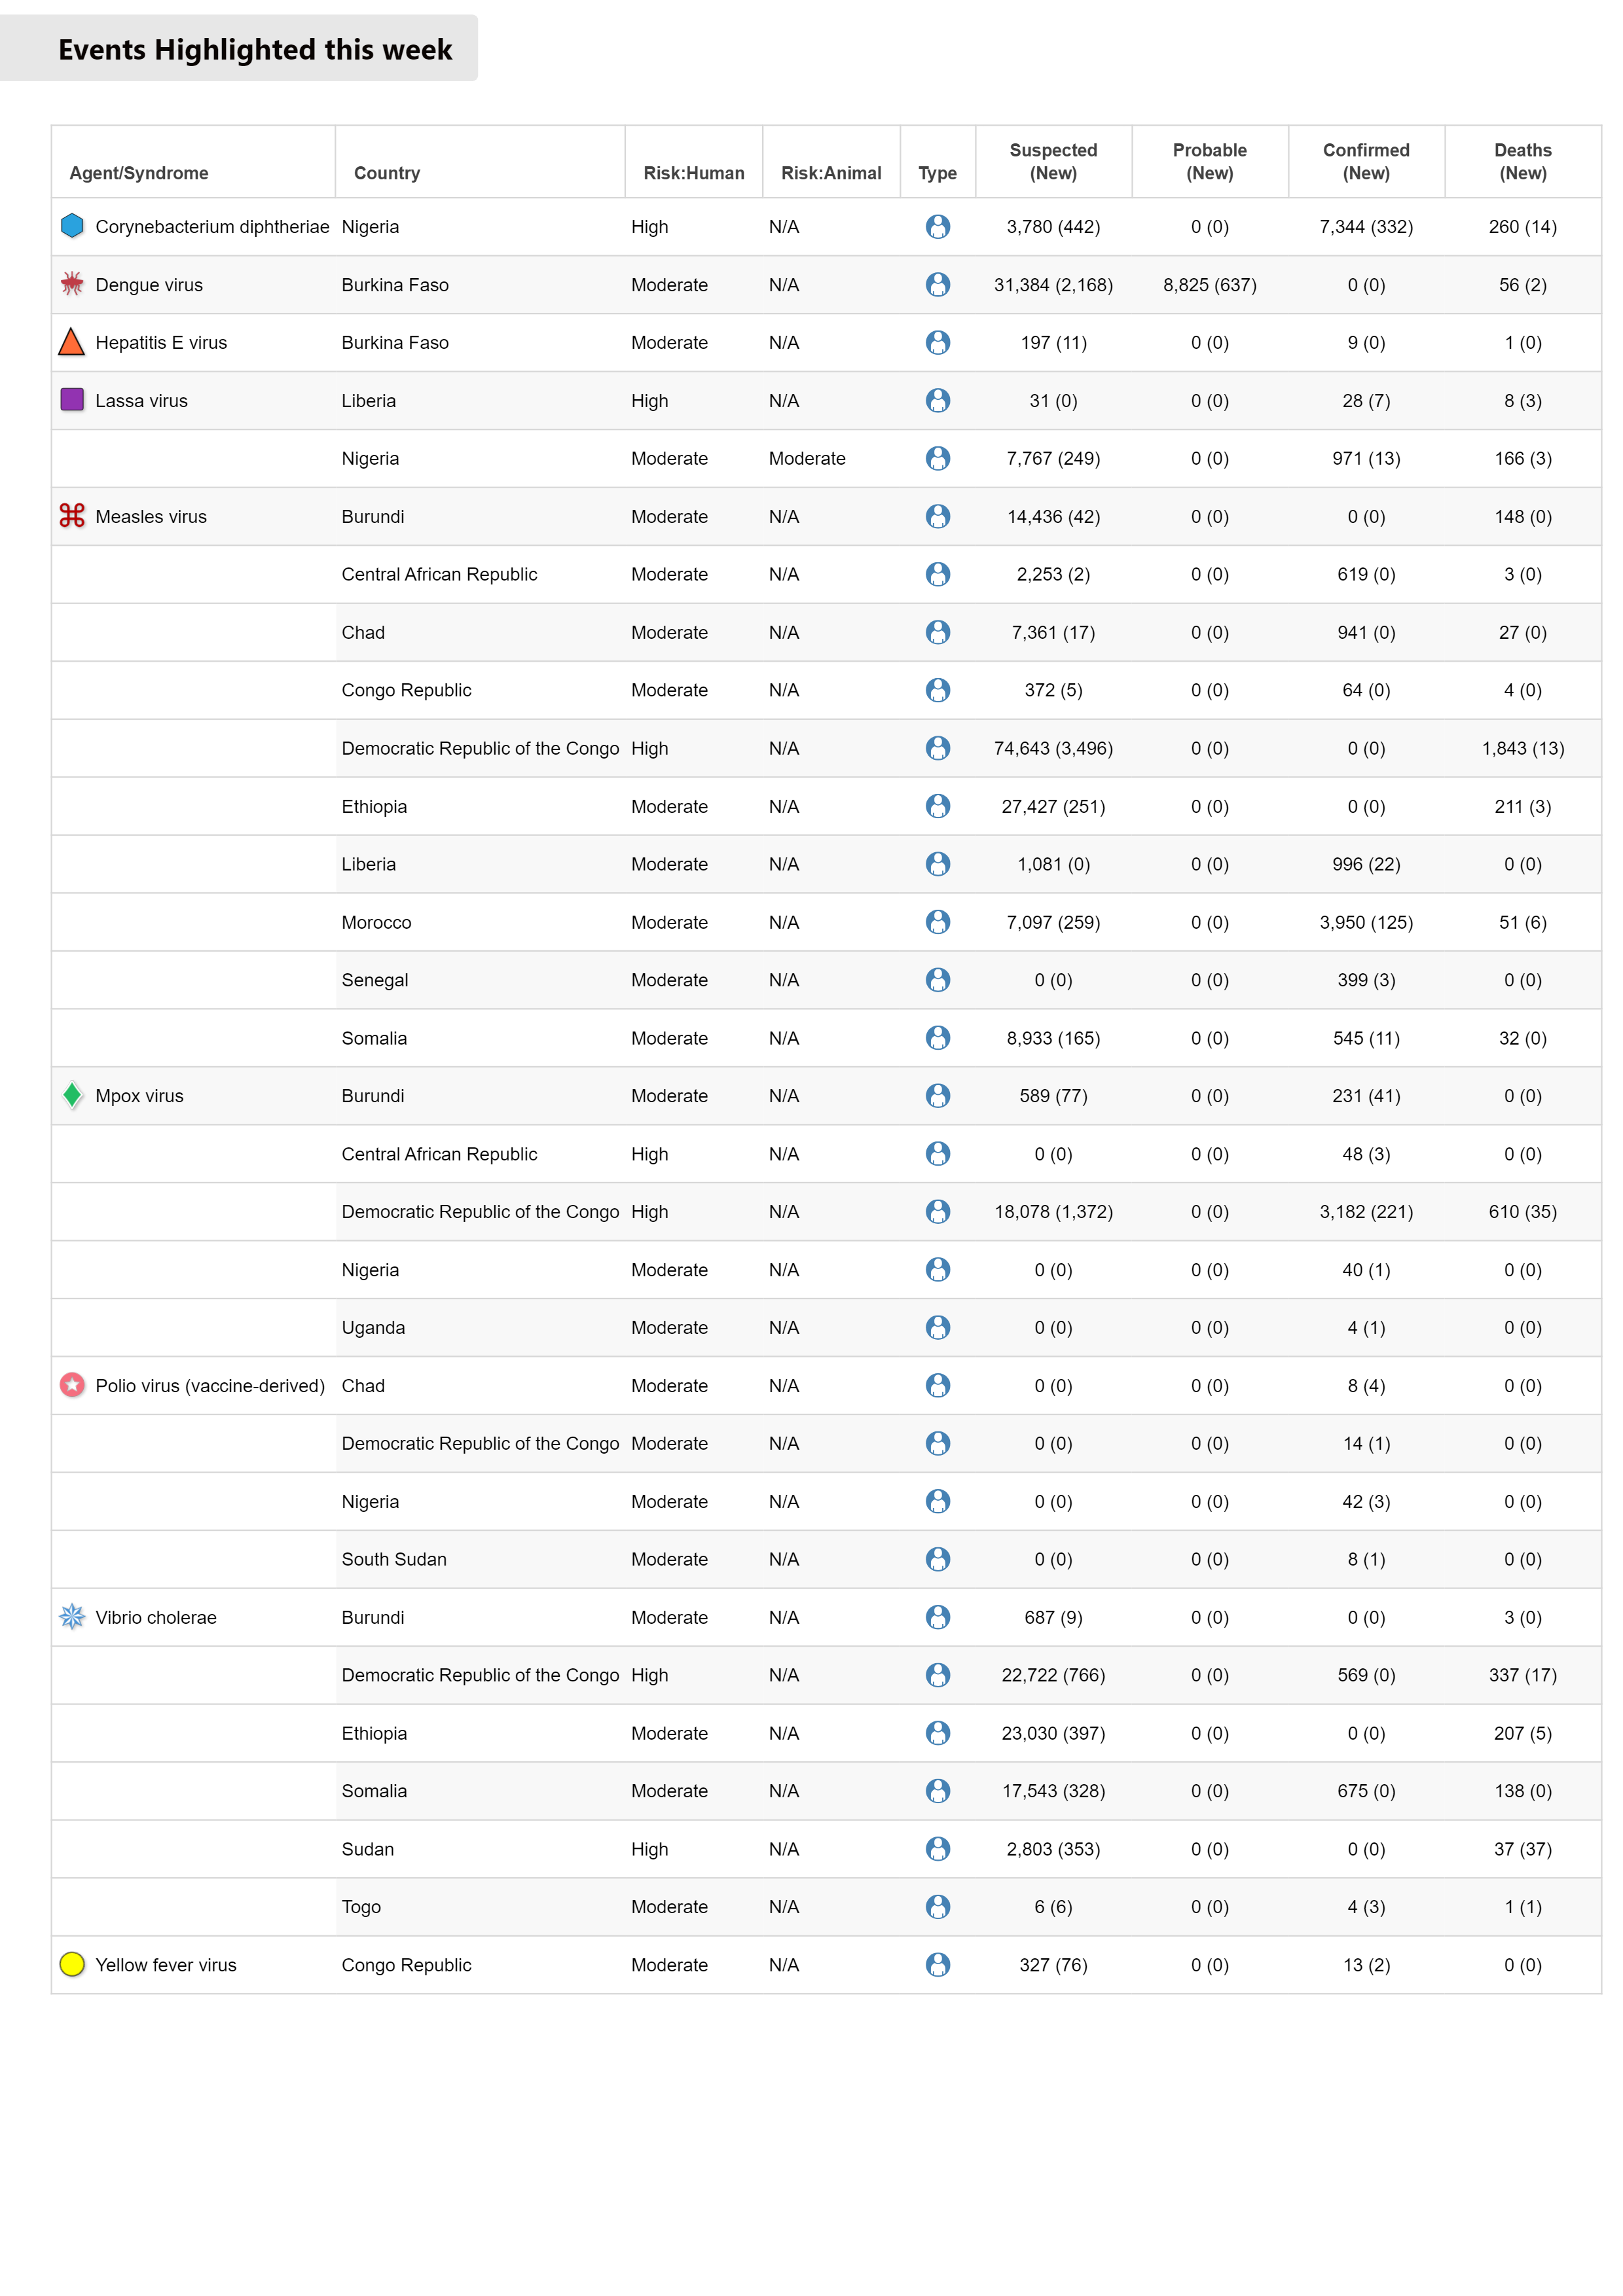 Events Highlighted this week
Agent/Syndrome Country Risk:Human Risk:Animal Type Suspected (New) Probable (New) Confirmed (New) Deaths (New)
Corynebacterium diphtheriae Nigeria High N/A 3,780 (442) 0 (0) 7,344 (332) 260 (14)
Dengue virus Burkina Faso Moderate N/A 31,384 (2,168) 8,825 (637) 0 (0) 56 (2)
Hepatitis E virus Burkina Faso Moderate N/A 197 (11) 0 (0) 9 (0) 1 (0)
Lassa virus Liberia High N/A 31 (0) 0 (0) 28 (7) 8 (3)
Nigeria Moderate Moderate 7,767 (249) 0 (0) 971 (13) 166 (3)
Measles virus Burundi Moderate N/A 14,436 (42) 0 (0) 0 (0) 148 (0)
Central African Republic Moderate N/A 2,253 (2) 0 (0) 619 (0) 3 (0)
Chad Moderate N/A 7,361 (17) 0 (0) 941 (0) 27 (0)
Congo Republic Moderate N/A 372 (5) 0 (0) 64 (0) 4 (0)
Democratic Republic of the Congo High N/A 74,643 (3,496) 0 (0) 0 (0) 1,843 (13)
Ethiopia Moderate N/A 27,427 (251) 0 (0) 0 (0) 211 (3)
Liberia Moderate N/A 1,081 (0) 0 (0) 996 (22) 0 (0)
Morocco Moderate N/A 7,097 (259) 0 (0) 3,950 (125) 51 (6)
Senegal Moderate N/A 0 (0) 0 (0) 399 (3) 0 (0)
Somalia Moderate N/A 8,933 (165) 0 (0) 545 (11) 32 (0)
Mpox virus Burundi Moderate N/A 589 (77) 0 (0) 231 (41) 0 (0)
Central African Republic High N/A 0 (0) 0 (0) 48 (3) 0 (0)
Democratic Republic of the Congo High N/A 18,078 (1,372) 0 (0) 3,182 (221) 610 (35)
Nigeria Moderate N/A 0 (0) 0 (0) 40 (1) 0 (0)
Uganda Moderate N/A 0 (0) 0 (0) 4 (1) 0 (0)
Polio virus (vaccine-derived) Chad Moderate N/A 0 (0) 0 (0) 8 (4) 0 (0)
Democratic Republic of the Congo Moderate N/A 0 (0) 0 (0) 14 (1) 0 (0)
Nigeria Moderate N/A 0 (0) 0 (0) 42 (3) 0 (0)
South Sudan Moderate N/A 0 (0) 0 (0) 8 (1) 0 (0)
Vibrio cholerae Burundi Moderate N/A 687 (9) 0 (0) 0 (0) 3 (0)
Democratic Republic of the Congo High N/A 22,722 (766) 0 (0) 569 (0) 337 (17)
Ethiopia Moderate N/A 23,030 (397) 0 (0) 0 (0) 207 (5)
Somalia Moderate N/A 17,543 (328) 0 (0) 675 (0) 138 (0)
Sudan High N/A 2,803 (353) 0 (0) 0 (0) 37 (37)
Togo Moderate N/A 6 (6) 0 (0) 4 (3) 1 (1)
Yellow fever virus Congo Republic Moderate N/A 327 (76) 0 (0) 13 (2) 0 (0)